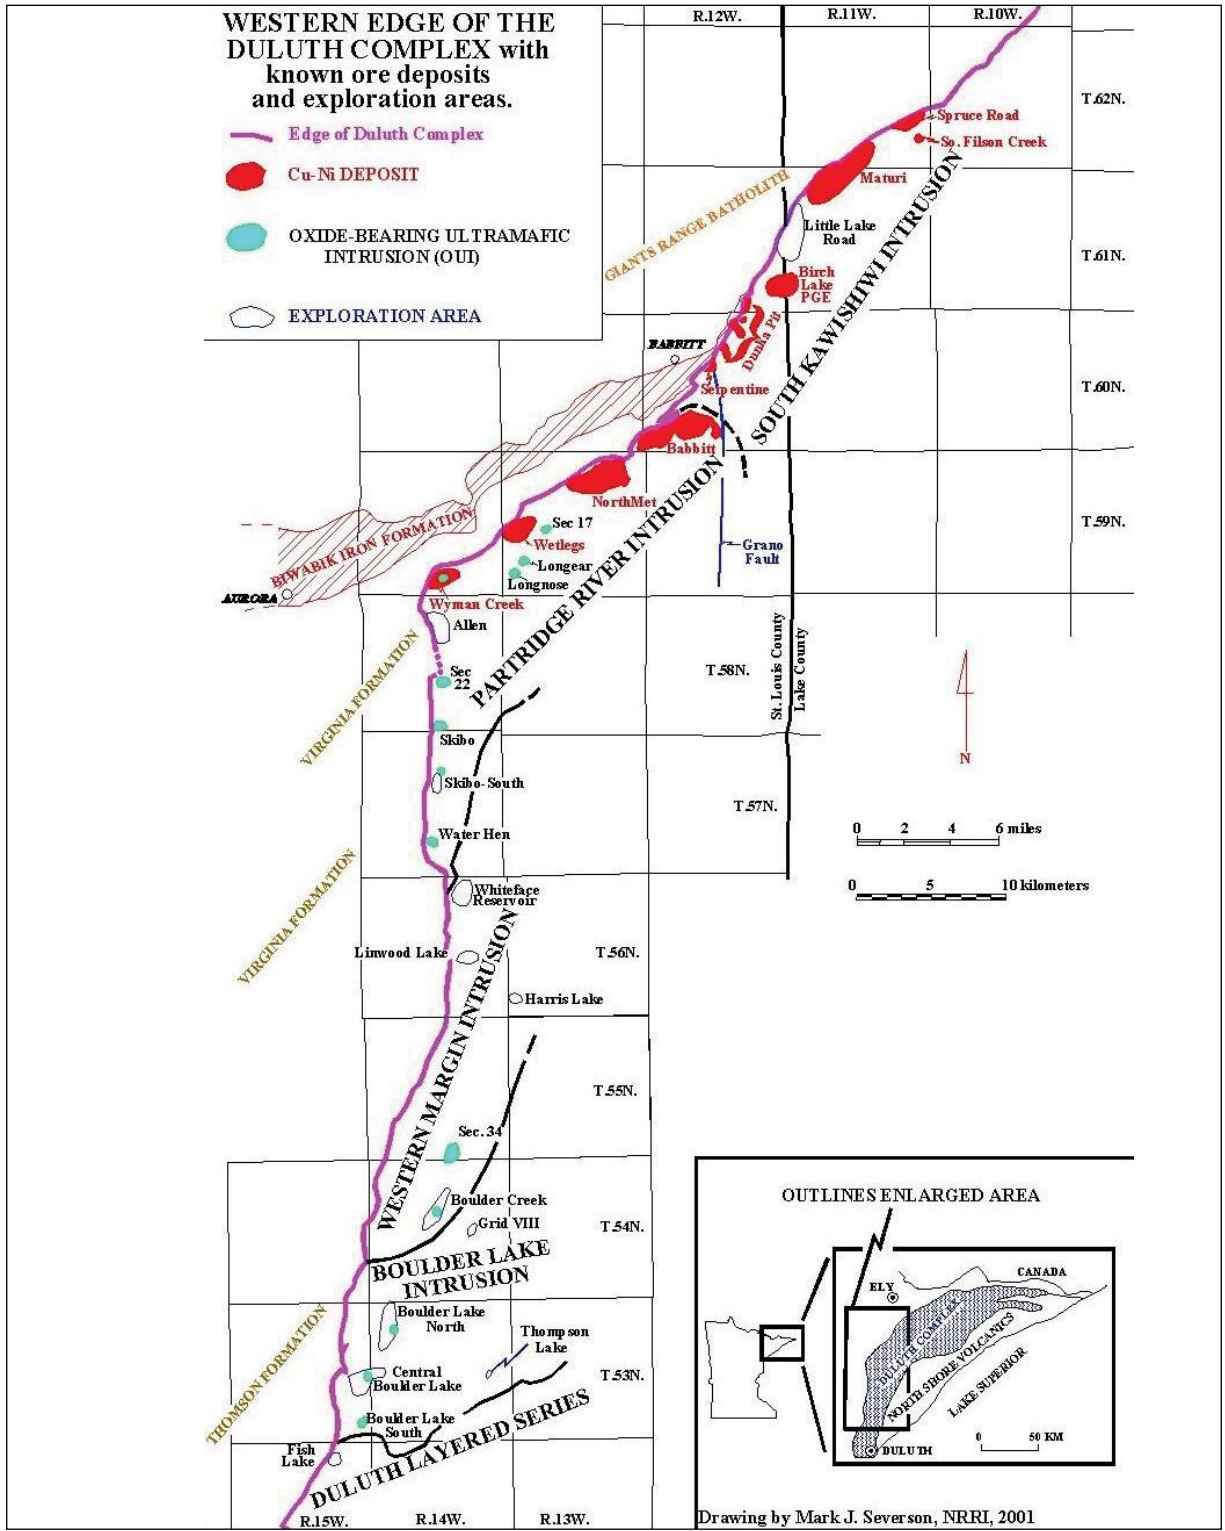 WESTERN EDGE OF THE
DULUTH COMPLEX with
known ore deposits
and exploration areas.
Edge of Duluth Complex
Cu-Ni DEPOSIT
OXIDE-BEARING ULTRAMAFIC
INTRUSION (OUI)
EXPLORATION AREA
R.12W.
R.11W.
R.10W.
T.62N.
Spruce Road
So. Filson Creek
Maturi
GIANTS RANGE BATHOLITH
Little Lake
Road
T.61N.
Birch
Lake
PGE
SOUTH KAWISHIWI INTRUSION
Dunka Pit
BABBITT
Serpentine
T.60N.
Babbitt
NorthMet
PARTRIDGE RIVER INTRUSION
BIWABIK IRON FORMATION
Sec 17
Wetlegs
Longear
Longnose
Grano
Fault
T.59N.
AURORA
Wyman Creek
Allen
VIRGINIA FORMATION
Sec
22
T.58N.
St. Louis County
Lake County
Skibo
Skibo-South
N
T.57N.
Water Hen
0 2 4 6 miles
0 5 10 kilometers
VIRGINIA FORMATION
Whiteface
Reservoir
Linwood Lake
T.56N.
Harris Lake
WESTERN MARGIN INTRUSION
T.55N.
Sec. 34
Boulder Creek
Grid VIII
T.54N.
BOULDER LAKE
INTRUSION
Boulder Lake
North
Thompson
Lake
THOMSON FORMATION
Central
Boulder Lake
T.53N.
Boulder Lake
South
Fish
Lake
DULUTH LAYERED SERIES
R.15W.
R.14W.
R.13W.
OUTLINES ENLARGED AREA
CANADA
ELY
DULUTH COMPLEX
NORTH SHORE VOLCANICS
LAKE SUPERIOR
0 50 KM
DULUTH
Drawing by Mark J. Severson, NRRI, 2001